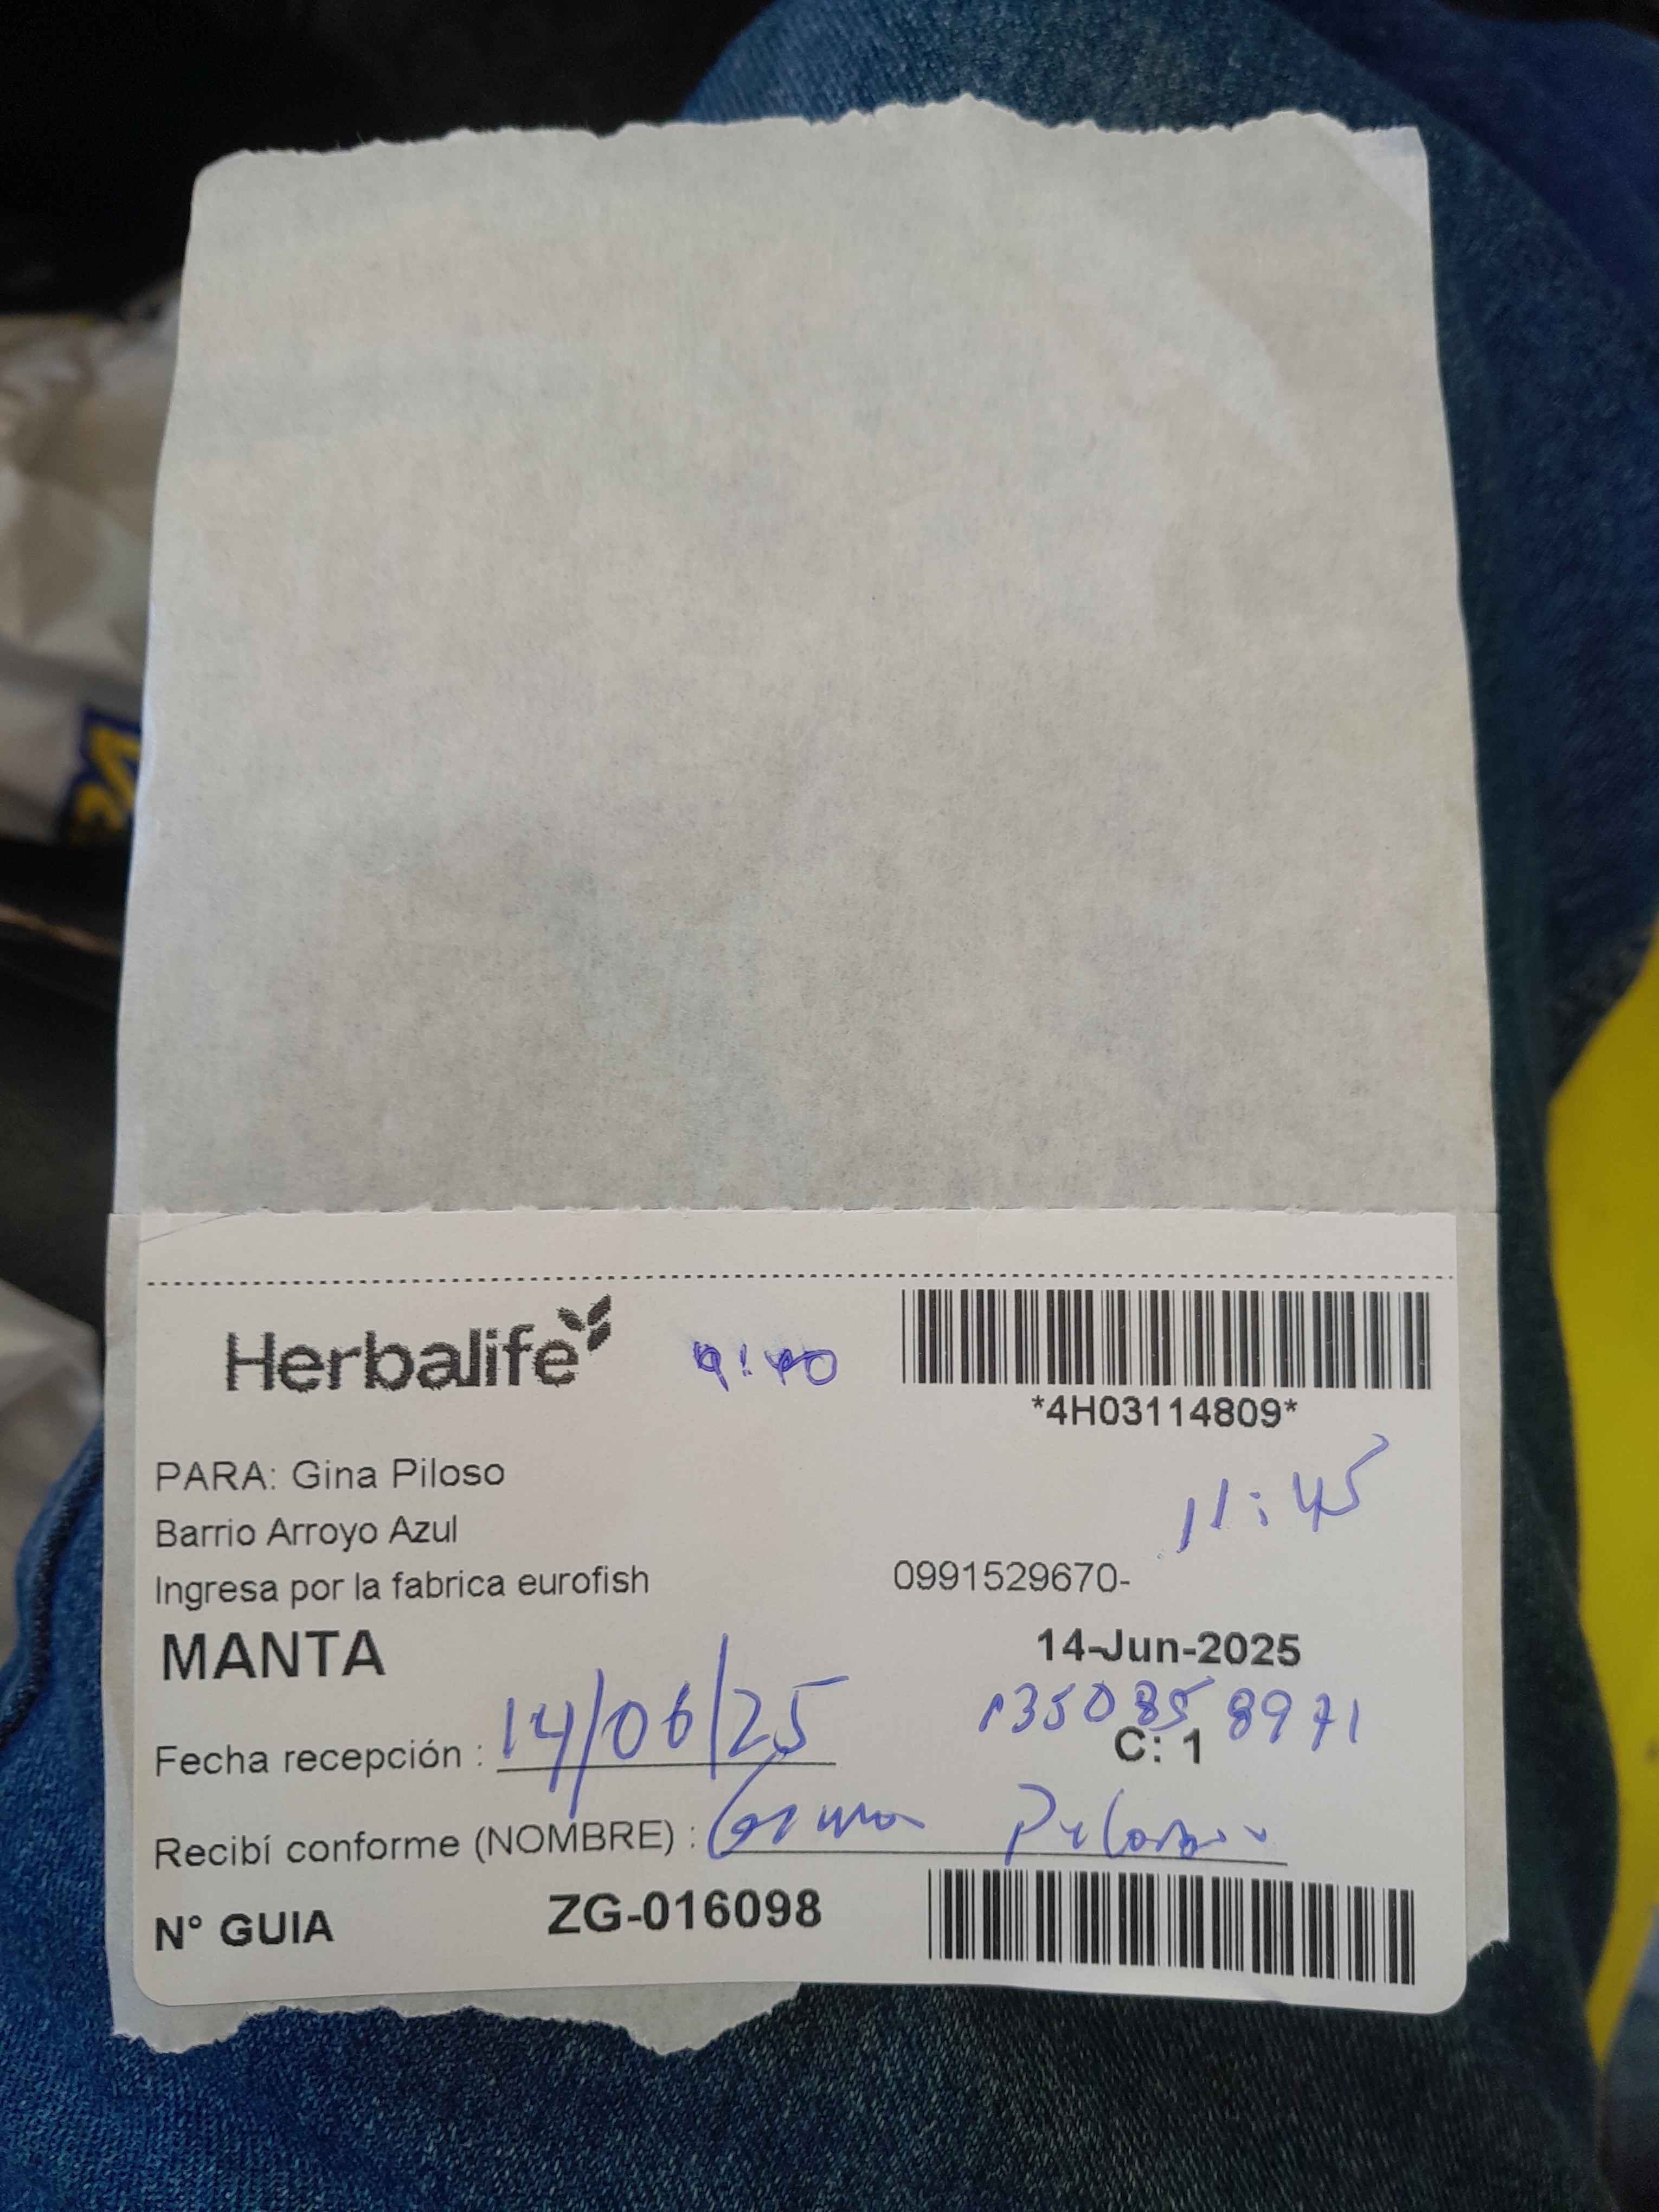 Herbalife
9:40
*4H03114809*
11:45
PARA: Gina Piloso
Barrio Arroyo Azul
Ingresa por la fabrica eurofish
0991529670-
MANTA
14-Jun-2025
1350858971
C: 1
Fecha recepción : 14/06/25
Recibí conforme (NOMBRE) :
N° GUIA
ZG-016098